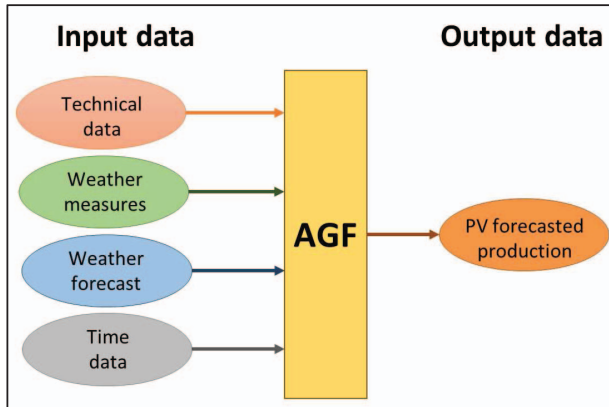 Input data
Output data
Technical
data
Weather
measures
Weather
forecast
Time
data
AGF
PV forecasted
production